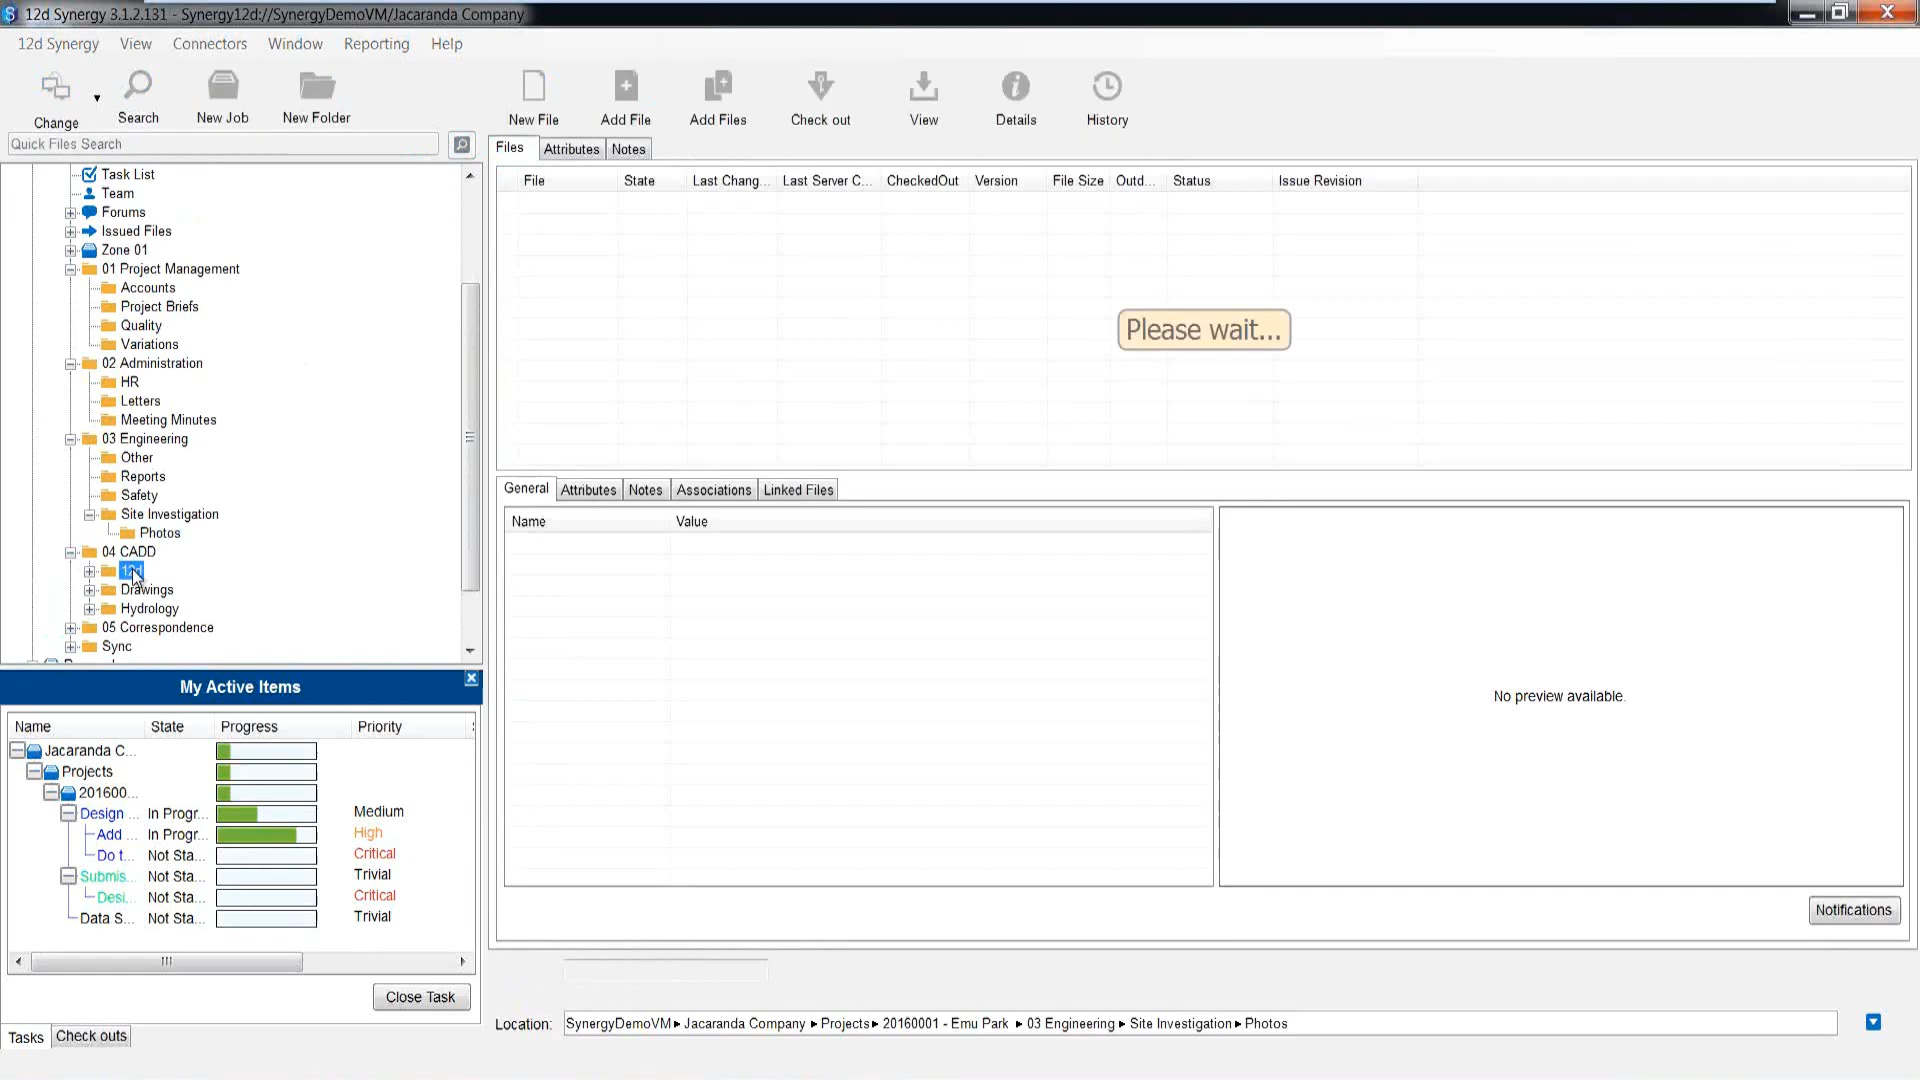 12d Synergy 3.1.2.131 - Synergy12d://SynergyDemoVM/Jacaranda Company
12d Synergy View Connectors Window Reporting Help
Change Search New Job New Folder New File Add File Add Files Check out View Details History
Quick Files Search
Files Attributes Notes
File State Last Chang... Last Server C... CheckedOut Version File Size Outd... Status Issue Revision
Please wait...
Task List
Team
Forums
Issued Files
Zone 01
01 Project Management
Accounts
Project Briefs
Quality
Variations
02 Administration
HR
Letters
Meeting Minutes
03 Engineering
Other
Reports
Safety
Site Investigation
Photos
04 CADD
12d
Drawings
Hydrology
05 Correspondence
Sync
General Attributes Notes Associations Linked Files
Name Value
No preview available.
Notifications
My Active Items
Name State Progress Priority
Jacaranda C...
Projects
201600...
Design ... In Progr... Medium
Add ... In Progr... High
Do t... Not Sta... Critical
Submis... Not Sta... Trivial
Desi... Not Sta... Critical
Data S... Not Sta... Trivial
Close Task
Tasks Check outs
Location: SynergyDemoVM Jacaranda Company Projects 20160001 - Emu Park 03 Engineering Site Investigation Photos